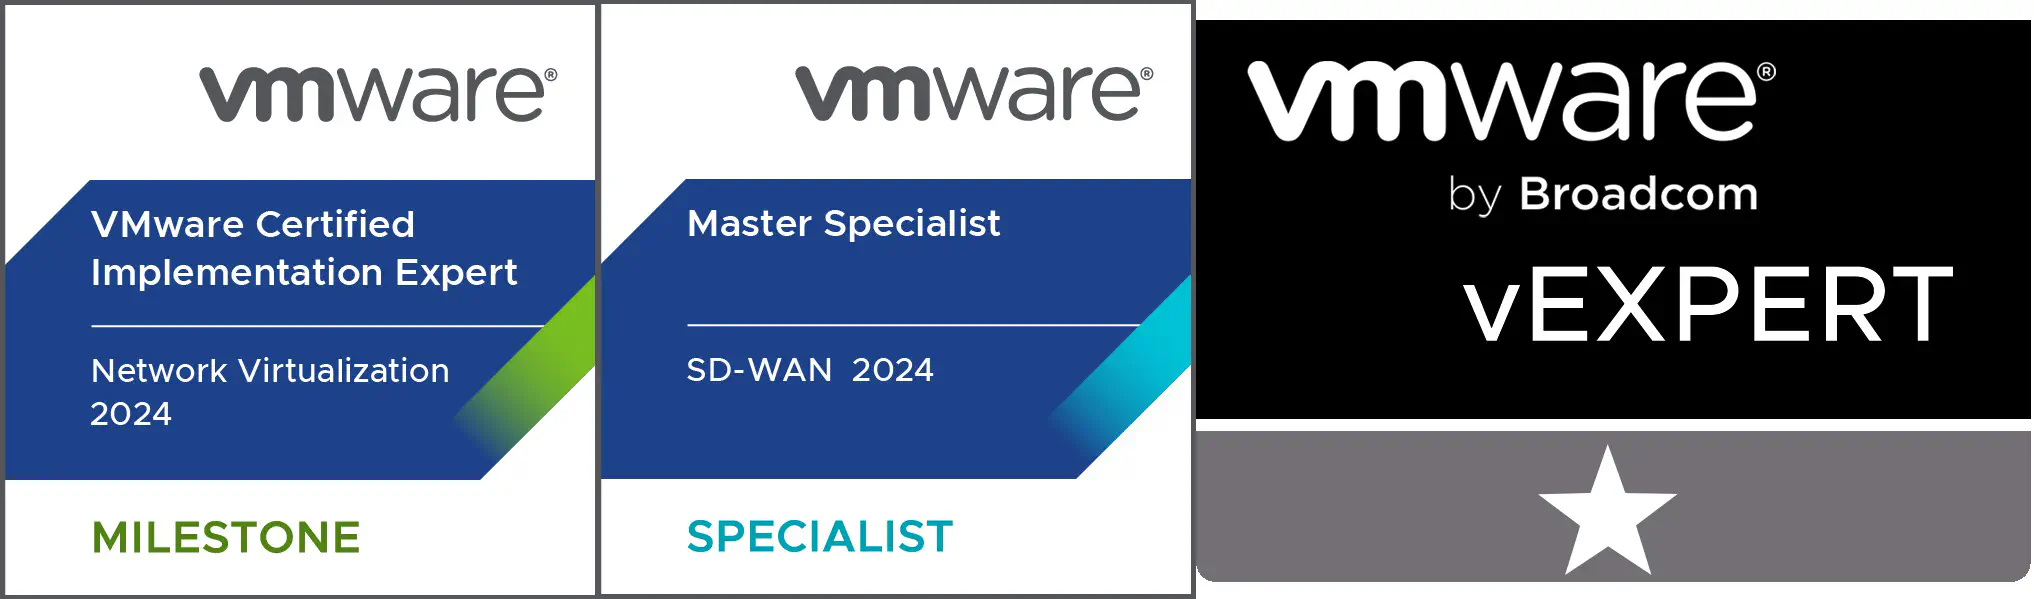 vmware®
VMware Certified
Implementation Expert
Network Virtualization
2024
MILESTONE
vmware®
Master Specialist
SD-WAN 2024
SPECIALIST
vmware®
by Broadcom
vEXPERT